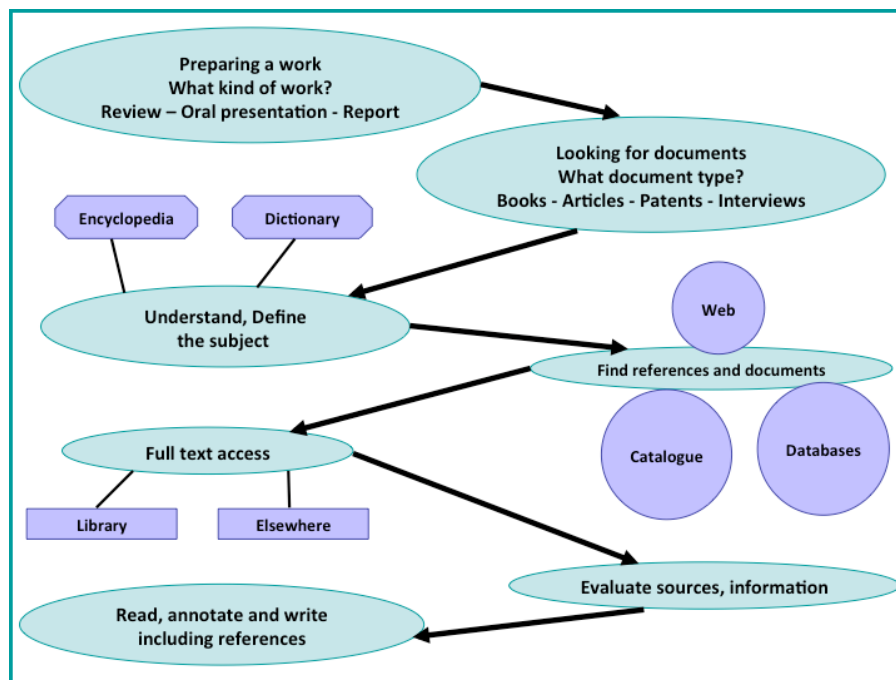 Preparing a work
What kind of work?
Review – Oral presentation - Report
Looking for documents
What document type?
Books - Articles - Patents - Interviews
Encyclopedia
Dictionary
Understand, Define
the subject
Web
Find references and documents
Catalogue
Databases
Full text access
Library
Elsewhere
Evaluate sources, information
Read, annotate and write
including references